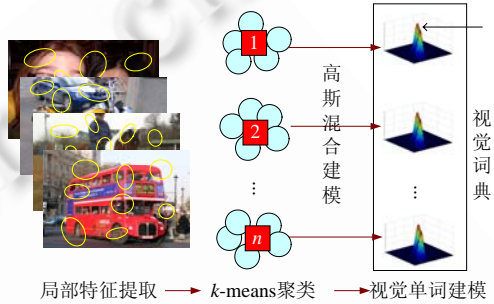 1
2
⋮
n
高斯混合建模
⋮
视觉词典
局部特征提取
k-means聚类
视觉单词建模